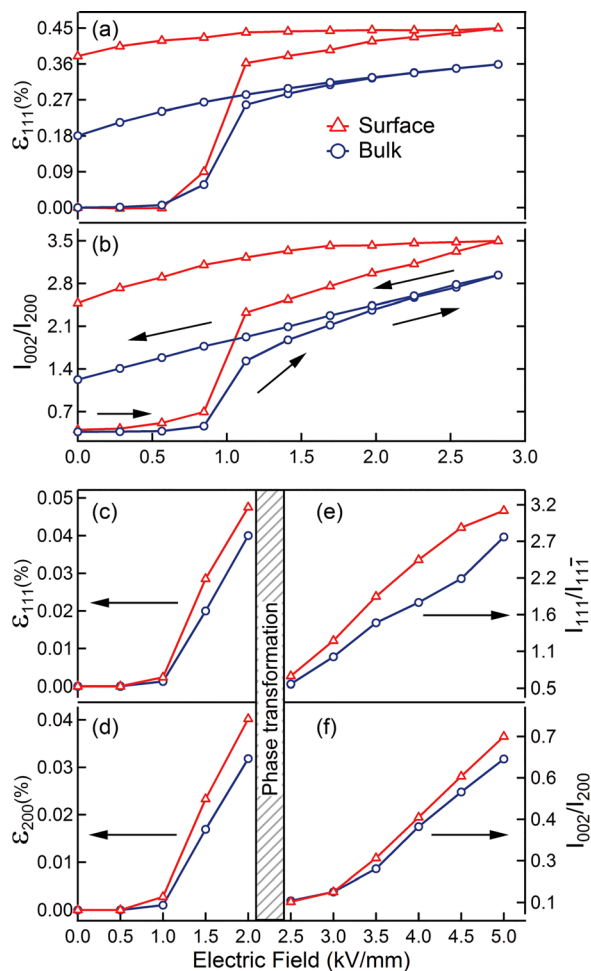 (a)
0.45
0.36
0.27
0.18
0.09
0.00
ε111(%)
Surface
Bulk
(b)
3.5
2.8
2.1
1.4
0.7
I002/I200
0.0 0.5 1.0 1.5 2.0 2.5 3.0
(c)
0.05
0.04
0.03
0.02
0.01
0.00
ε111(%)
Phase transformation
(e)
3.2
2.7
2.2
1.6
1.1
0.5
I111/I111̅
(d)
0.04
0.03
0.02
0.01
0.00
ε200(%)
(f)
0.7
0.6
0.4
0.3
0.1
I002/I200
0.0 0.5 1.0 1.5 2.0 2.5 3.0 3.5 4.0 4.5 5.0
Electric Field (kV/mm)